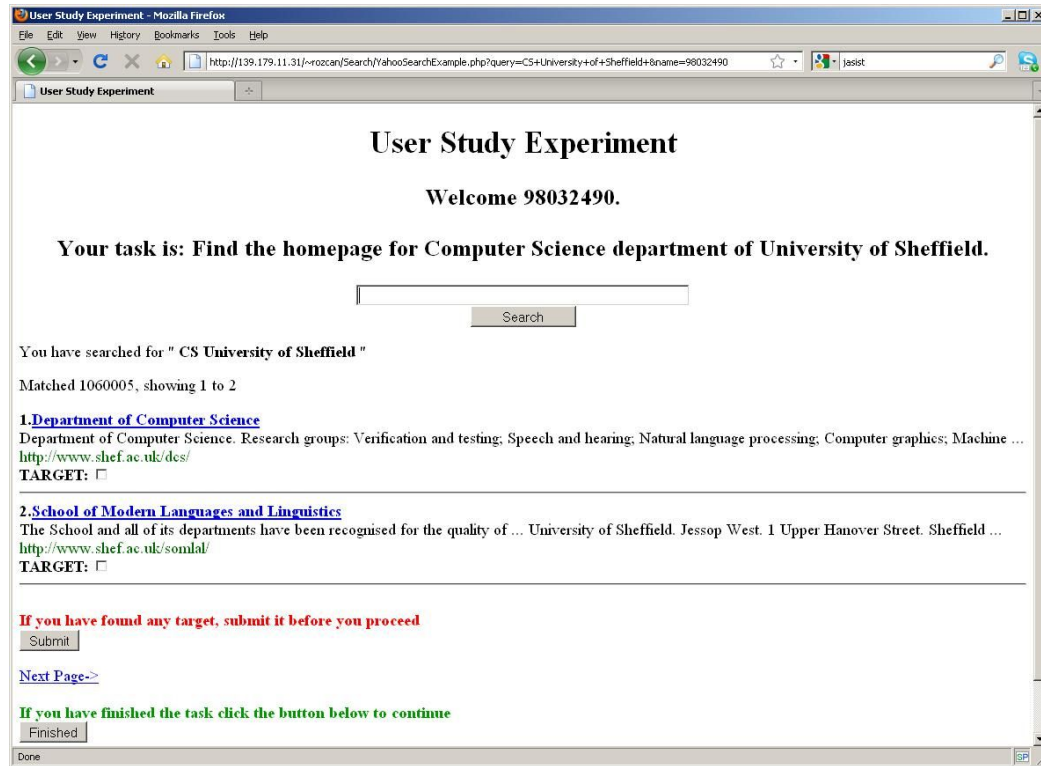 User Study Experiment - Mozilla Firefox
File Edit View History Bookmarks Tools Help
http://139.179.11.31/~rozcan/Search/YahooSearchExample.php?query=CS+University+of+Sheffield+&name=98032490
jasist
User Study Experiment
User Study Experiment
Welcome 98032490.
Your task is: Find the homepage for Computer Science department of University of Sheffield.
Search
You have searched for " CS University of Sheffield "
Matched 1060005, showing 1 to 2
1.Department of Computer Science
Department of Computer Science. Research groups: Verification and testing; Speech and hearing; Natural language processing; Computer graphics; Machine ...
http://www.shef.ac.uk/dcs/
TARGET:
2.School of Modern Languages and Linguistics
The School and all of its departments have been recognised for the quality of ... University of Sheffield. Jessop West. 1 Upper Hanover Street. Sheffield ...
http://www.shef.ac.uk/somlal/
TARGET:
If you have found any target, submit it before you proceed
Submit
Next Page->
If you have finished the task click the button below to continue
Finished
Done
SP